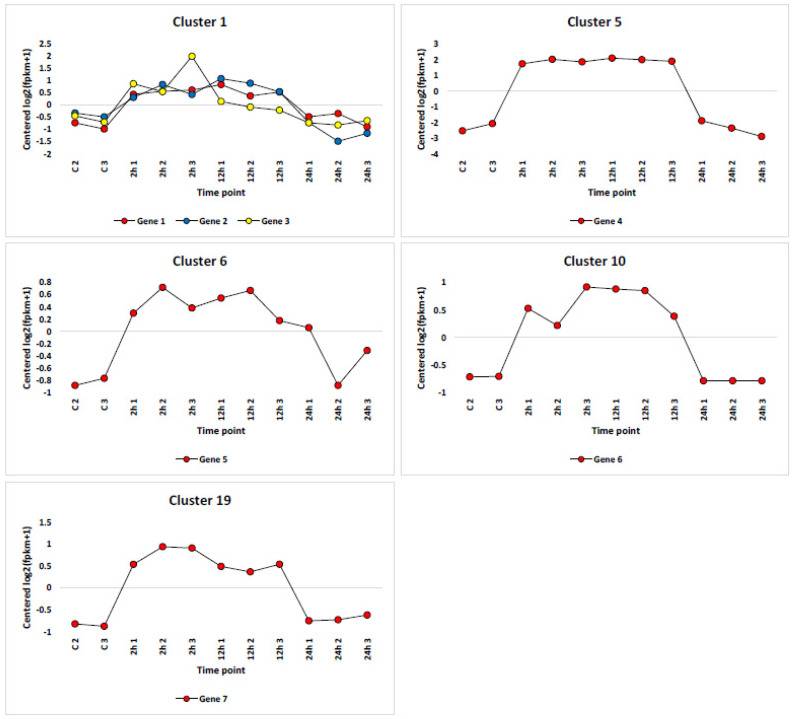 Cluster 1
Centered log2(fpkm+1)
2.5
2
1.5
1
0.5
0
-0.5
-1
-1.5
-2
C 2 C 3 2h 1 2h 2 2h 3 12h 1 12h 2 12h 3 24h 1 24h 2 24h 3
Time point
Gene 1 Gene 2 Gene 3
Cluster 5
Centered log2(fpkm+1)
3
2
1
0
-1
-2
-3
-4
C 2 C 3 2h 1 2h 2 2h 3 12h 1 12h 2 12h 3 24h 1 24h 2 24h 3
Time point
Gene 4
Cluster 6
Centered log2(fpkm+1)
0.8
0.6
0.4
0.2
0
-0.2
-0.4
-0.6
-0.8
-1
C 2 C 3 2h 1 2h 2 2h 3 12h 1 12h 2 12h 3 24h 1 24h 2 24h 3
Time point
Gene 5
Cluster 10
Centered log2(fpkm+1)
1
0.5
0
-0.5
-1
C 2 C 3 2h 1 2h 2 2h 3 12h 1 12h 2 12h 3 24h 1 24h 2 24h 3
Time point
Gene 6
Cluster 19
Centered log2(fpkm+1)
1.5
1
0.5
0
-0.5
-1
C 2 C 3 2h 1 2h 2 2h 3 12h 1 12h 2 12h 3 24h 1 24h 2 24h 3
Time point
Gene 7